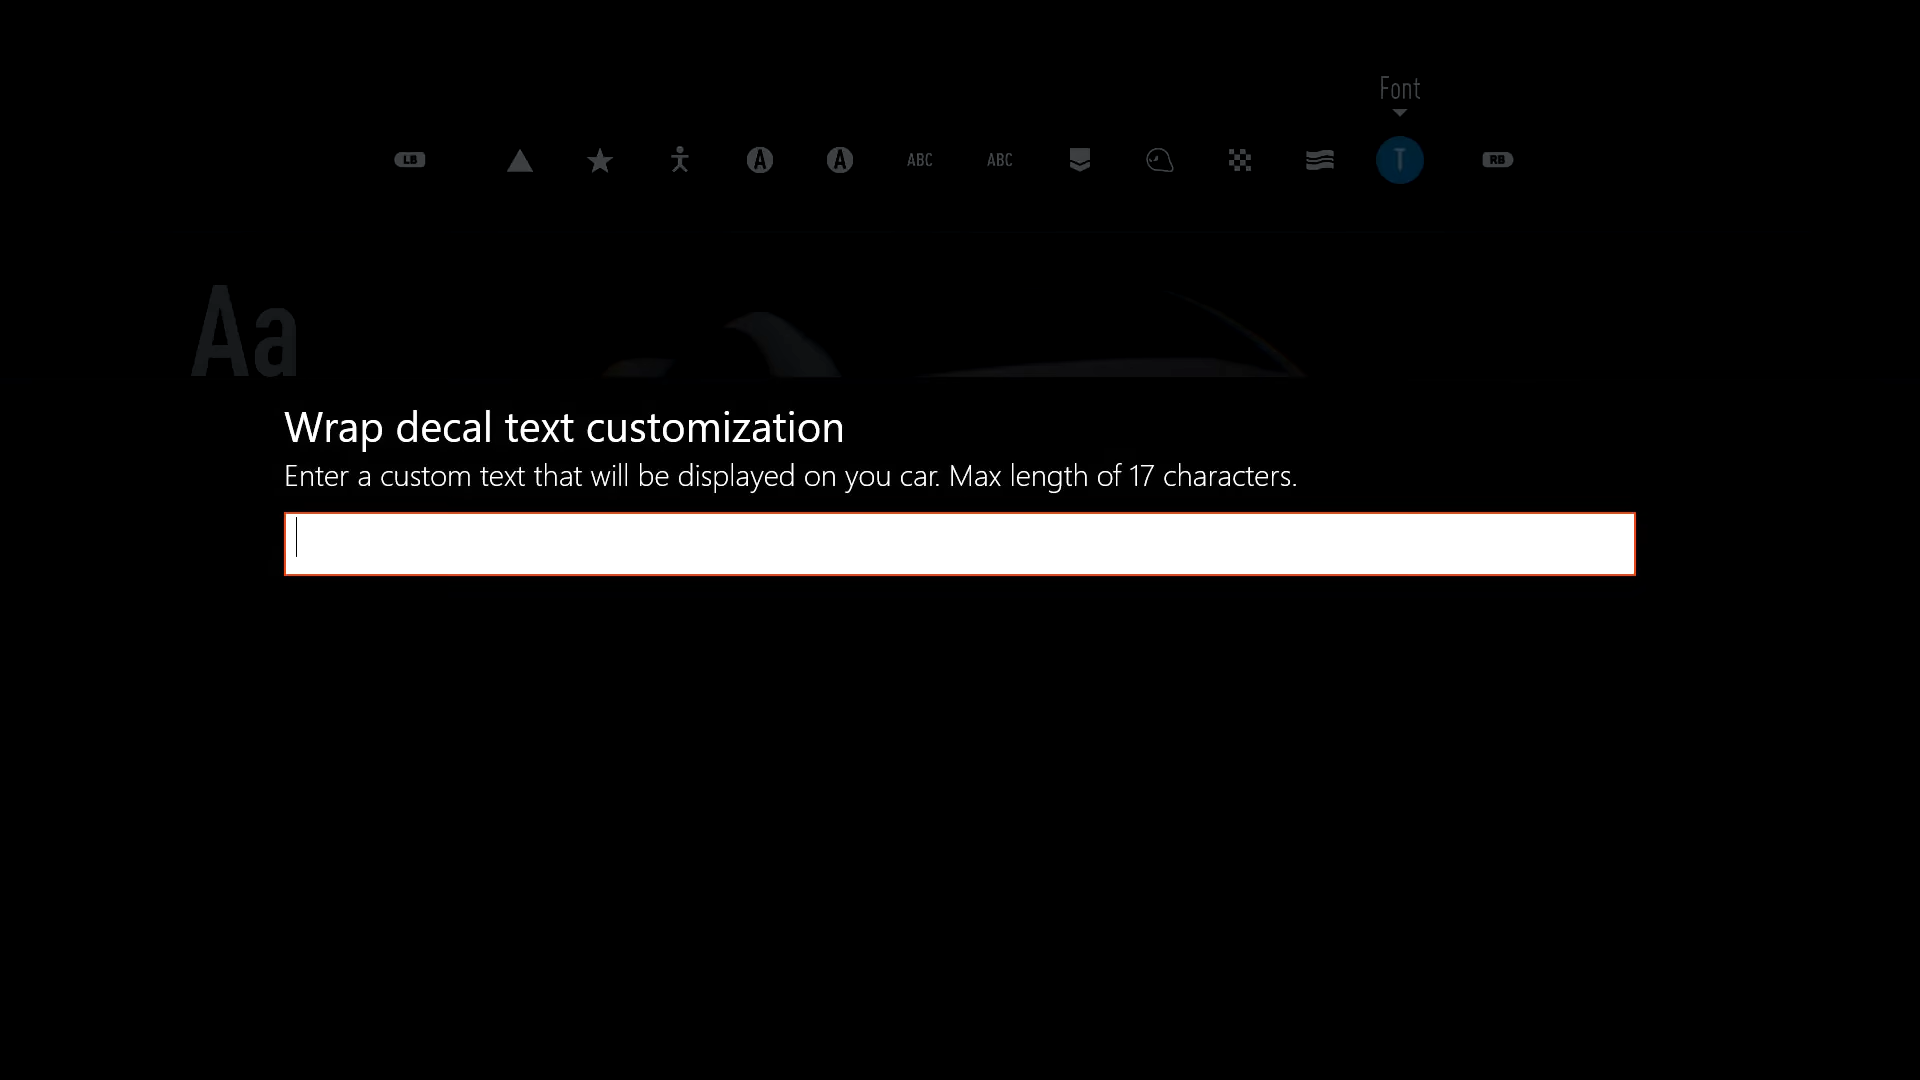 Font
LB A A ABC ABC T RB
Aa
Wrap decal text customization
Enter a custom text that will be displayed on you car. Max length of 17 characters.